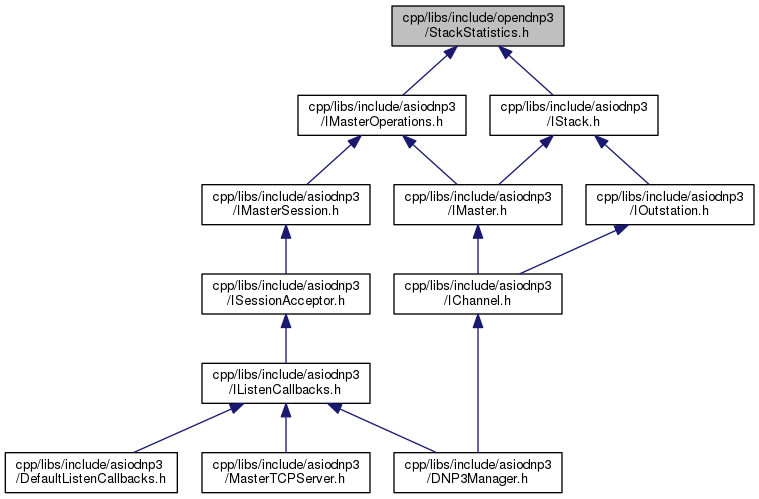 cpp/libs/include/opendnp3
/StackStatistics.h
cpp/libs/include/asiodnp3
/IMasterOperations.h
cpp/libs/include/asiodnp3
/IStack.h
cpp/libs/include/asiodnp3
/IMasterSession.h
cpp/libs/include/asiodnp3
/IMaster.h
cpp/libs/include/asiodnp3
/IOutstation.h
cpp/libs/include/asiodnp3
/ISessionAcceptor.h
cpp/libs/include/asiodnp3
/IChannel.h
cpp/libs/include/asiodnp3
/IListenCallbacks.h
cpp/libs/include/asiodnp3
/DefaultListenCallbacks.h
cpp/libs/include/asiodnp3
/MasterTCPServer.h
cpp/libs/include/asiodnp3
/DNP3Manager.h